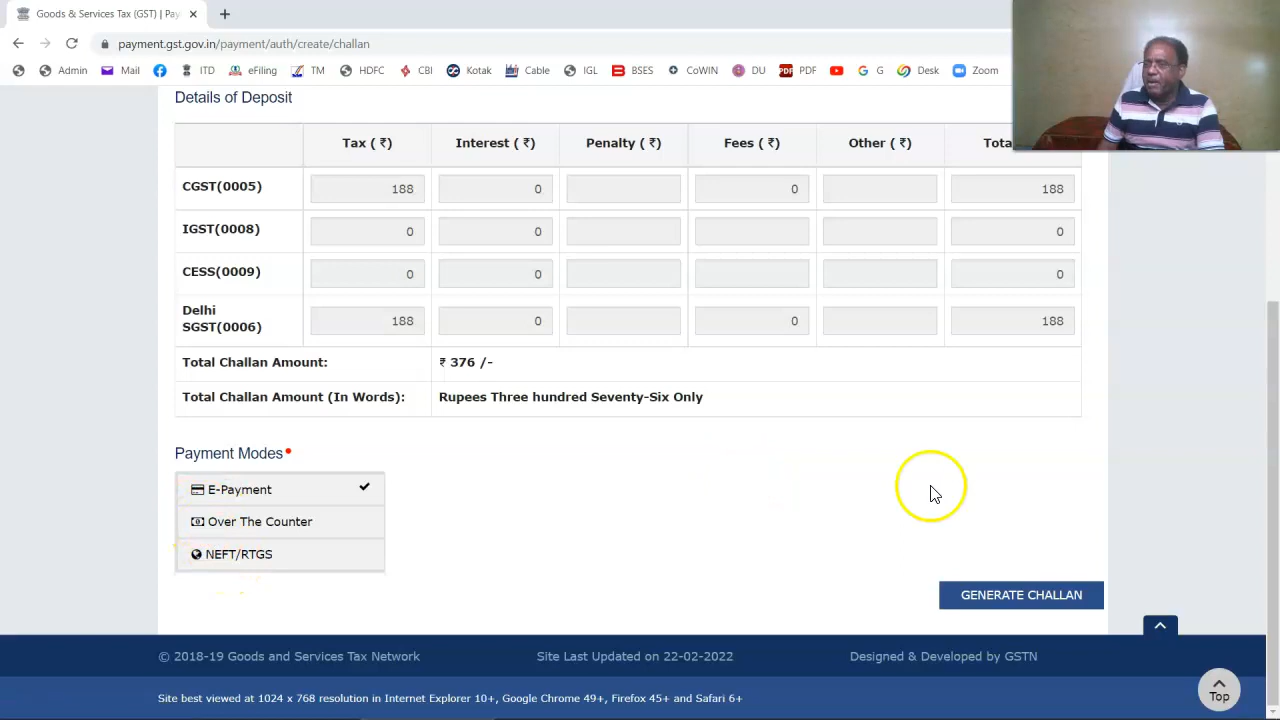 Goods & Services Tax (GST) | Pay
payment.gst.gov.in/payment/auth/create/challan
Admin Mail ITD eFiling TM HDFC CBI Kotak Cable IGL BSES CoWIN DU PDF PDF G G Desk Zoom
Details of Deposit
Tax ( ₹) Interest ( ₹) Penalty ( ₹) Fees ( ₹) Other ( ₹) Tota
CGST(0005) 188 0 0 188
IGST(0008) 0 0 0
CESS(0009) 0 0 0
Delhi
SGST(0006) 188 0 0 188
Total Challan Amount: ₹ 376 /-
Total Challan Amount (In Words): Rupees Three hundred Seventy-Six Only
Payment Modes•
E-Payment
Over The Counter
NEFT/RTGS
GENERATE CHALLAN
© 2018-19 Goods and Services Tax Network Site Last Updated on 22-02-2022 Designed & Developed by GSTN
Site best viewed at 1024 x 768 resolution in Internet Explorer 10+, Google Chrome 49+, Firefox 45+ and Safari 6+
Top